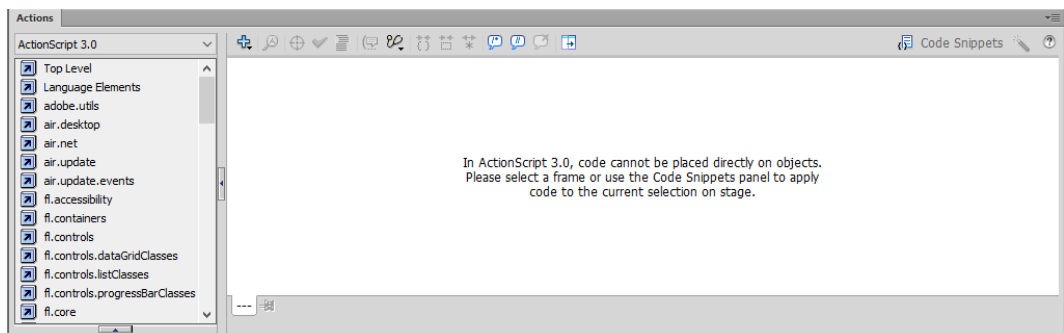 Actions
ActionScript 3.0
Code Snippets
Top Level
Language Elements
adobe.utils
air.desktop
air.net
air.update
air.update.events
fl.accessibility
fl.containers
fl.controls
fl.controls.dataGridClasses
fl.controls.listClasses
fl.controls.progressBarClasses
fl.core
In ActionScript 3.0, code cannot be placed directly on objects.
Please select a frame or use the Code Snippets panel to apply
code to the current selection on stage.
---